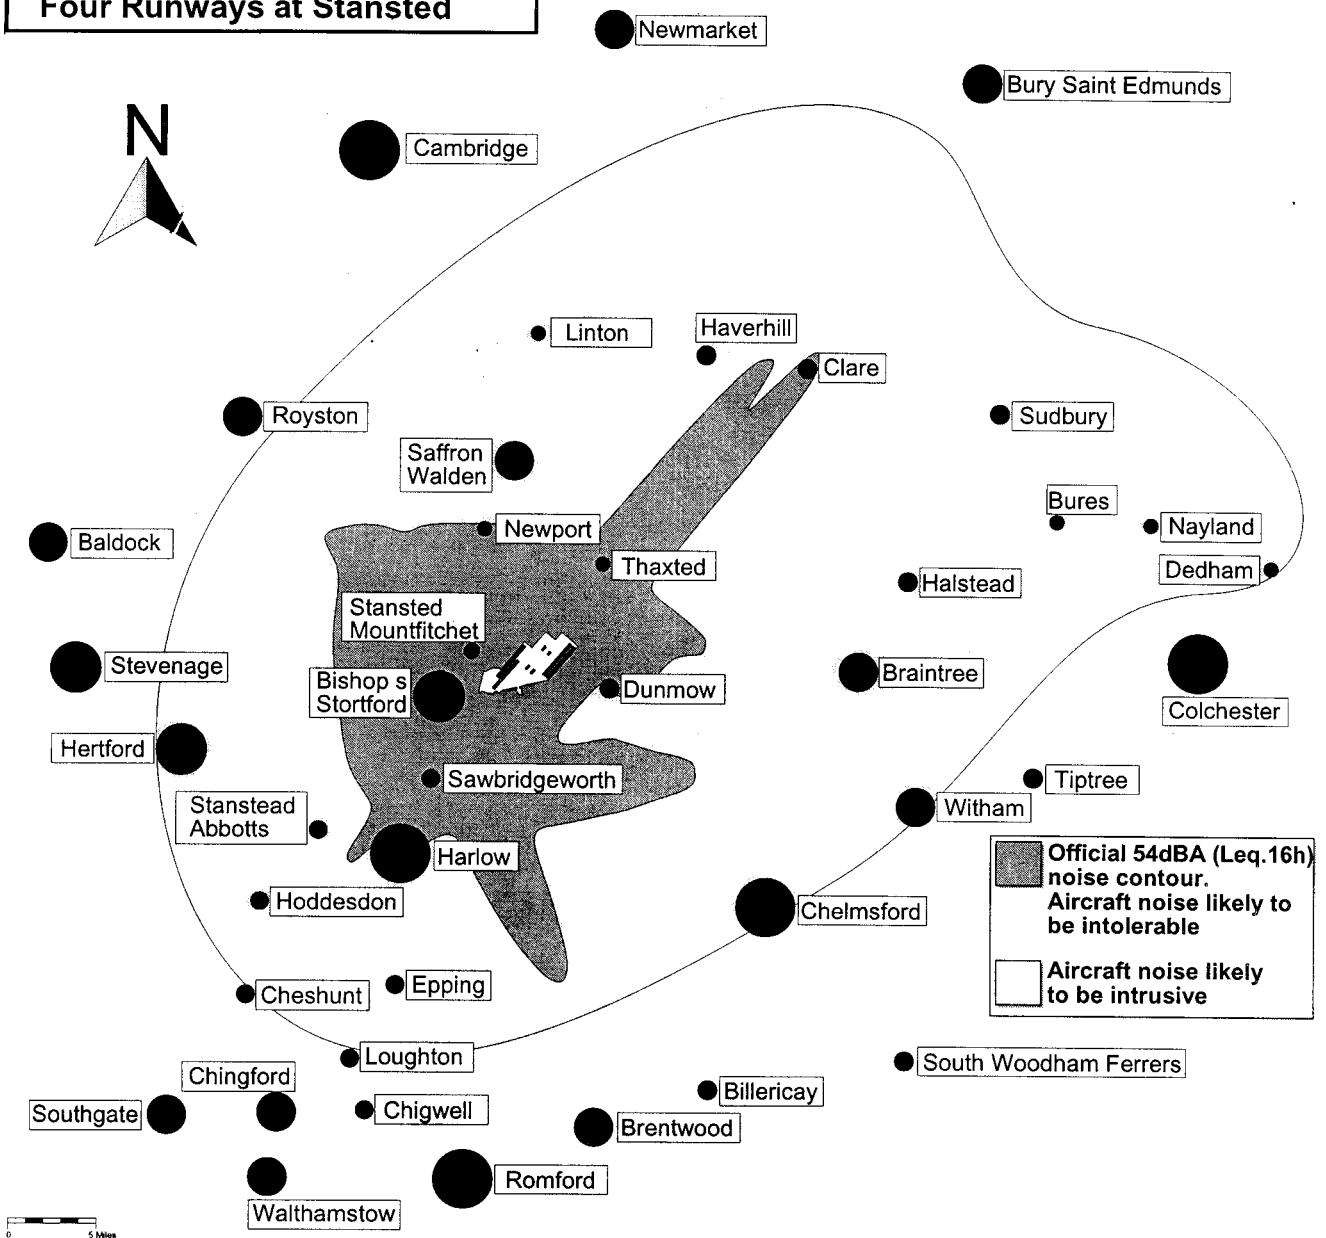 Four Runways at Stansted
Newmarket
Bury Saint Edmunds
N
Cambridge
Linton
Haverhill
Clare
Royston
Sudbury
Saffron
Walden
Bures
Newport
Nayland
Baldock
Thaxted
Dedham
Halstead
Stansted
Mountfitchet
Stevenage
Braintree
Bishop s
Stortford
Dunmow
Colchester
Hertford
Sawbridgeworth
Tiptree
Stanstead
Abbotts
Witham
Harlow
Official 54dBA (Leq.16h)
noise contour.
Aircraft noise likely to
be intolerable
Hoddesdon
Chelmsford
Aircraft noise likely
to be intrusive
Epping
Cheshunt
Loughton
South Woodham Ferrers
Chingford
Billericay
Southgate
Chigwell
Brentwood
Romford
Walthamstow
0 5 Miles